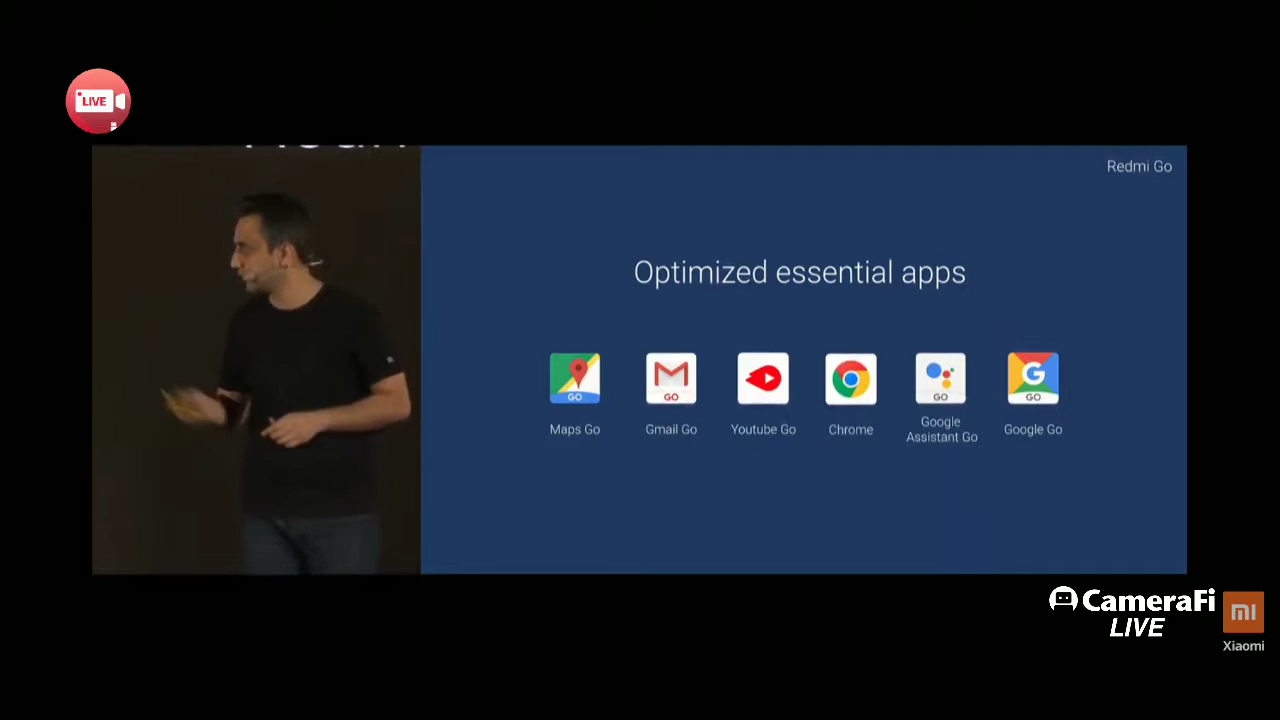 LIVE
Redmi Go
Optimized essential apps
GO
GO
GO
GO
Maps Go
Gmail Go
Youtube Go
Chrome
Google
Assistant Go
Google Go
CameraFi
LIVE
mi
Xiaomi